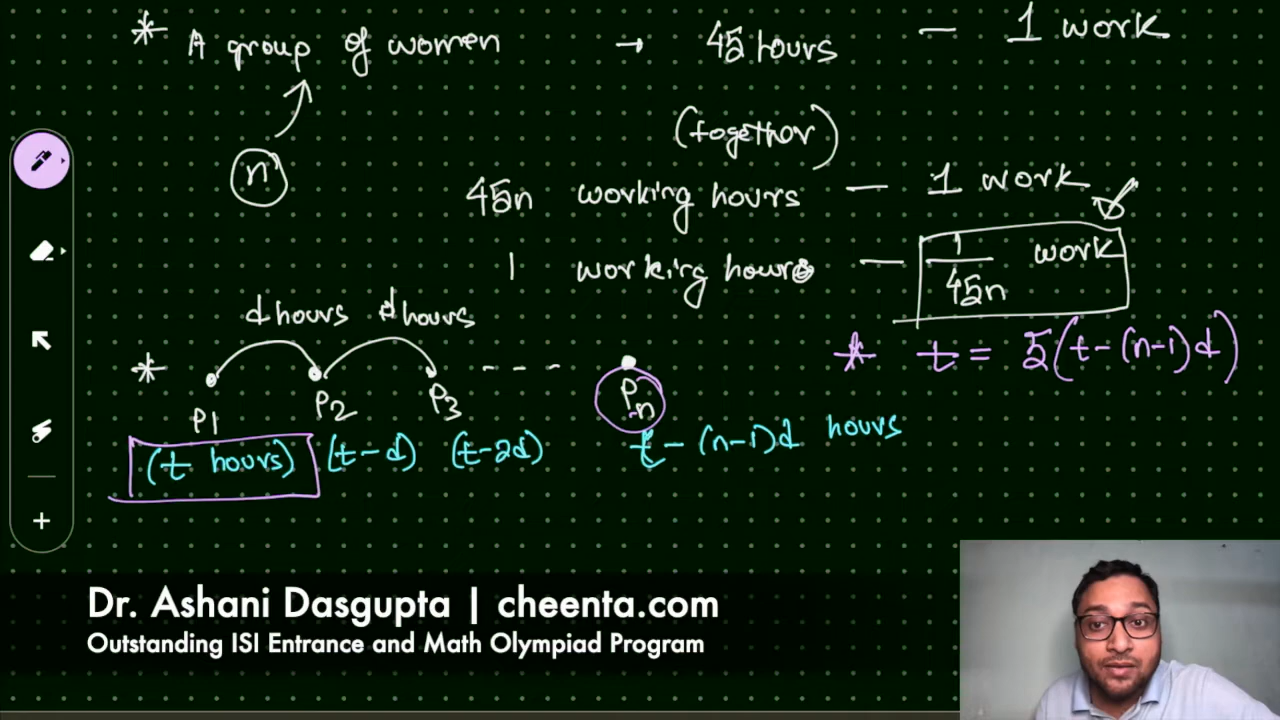 * A group of women → 45 hours — 1 work
(together)
n
45n working hours — 1 work
1 working hours — 1/45n work
d hours d hours
* t = 5(t-(n-1)d)
* P1 P2 P3 - - - Pn
(t hours) (t-d) (t-2d) t-(n-1)d hours
Dr. Ashani Dasgupta | cheenta.com
Outstanding ISI Entrance and Math Olympiad Program